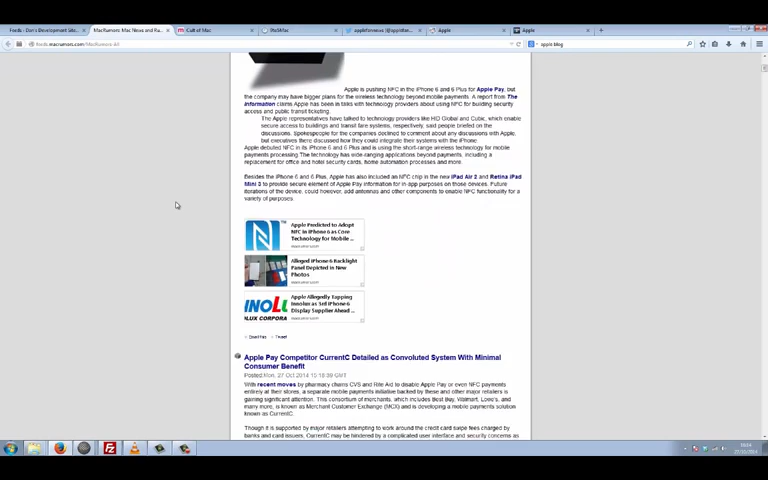 Feeds - Dan's Development Site...
MacRumors: Mac News and Ru...
Cult of Mac
9to5Mac
Apple
Apple
feeds.macrumors.com/MacRumors-All
apple blog
Apple is pushing NFC in the iPhone 6 and 6 Plus for Apple Pay, but
the company may have bigger plans for the wireless technology beyond mobile payments. A report from The
Information claims Apple has been in talks with technology providers about using NFC for building security
access and public transit ticketing.
The Apple representatives have talked to technology providers like HID Global and Cubic, which enable
secure access to buildings and transit fare systems, respectively, said people briefed on the
discussions. Spokespeople for the companies declined to comment about any discussions with Apple,
but executives there discussed how they could integrate their systems with the iPhone.
Apple debuted NFC in its iPhone 6 and 6 Plus and is using the short-range wireless technology for mobile
payments processing The technology has wide-ranging applications beyond payments, including a
replacement for office and hotel security cards, home automation processes and more.
Besides the iPhone 6 and 6 Plus, Apple has also included an NFC chip in the new iPad Air 2 and Retina iPad
Mini 3 to provide secure element of Apple Pay information for in-app purposes on those devices. Future
iterations of the device, could however, add antennas and other components to enable NFC functionality for a
variety of purposes.
Apple Predicted to Adopt
NFC in iPhone 6 as Core
Technology for Mobile ...
Alleged iPhone 6 Backlight
Panel Depicted in New
Photos
Apple Allegedly Tapping
Innolux as 3rd iPhone 6
Display Supplier Ahead ...
NNOLU
OLUX CORPORA
Email this
Tweet
Apple Pay Competitor CurrentC Detailed as Convoluted System With Minimal
Consumer Benefit
Posted: Mon, 27 Oct 2014 15:18:39 GMT
With recent moves by pharmacy chains CVS and Rite Aid to disable Apple Pay or even NFC payments
entirely at their stores, a separate mobile payments initiative backed by these and other major retailers is
gaining significant attention. This consortium of merchants, which includes Best Buy, Walmart, Lowe's, and
many more, is known as Merchant Customer Exchange (MCX) and is developing a mobile payments solution
known as CurrentC.
Though it is supported by major retailers attempting to work around the credit card swipe fees charged by
banks and card issuers, CurrentC may be hindered by a complicated user interface and security concerns as